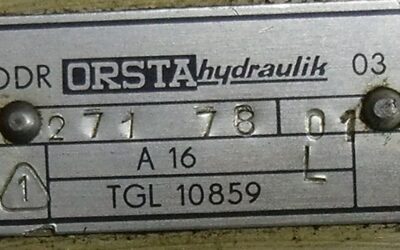 DDR ORSTA hydraulik 03
271 78 01
1 A 16 L
TGL 10859